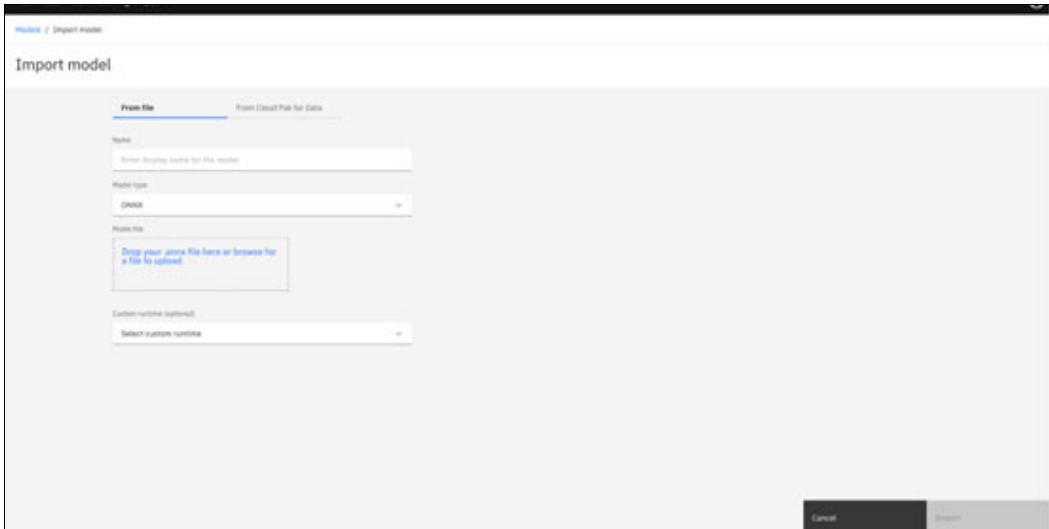 Models / Import model
Import model
From file
From Cloud Pak for Data
Name
Enter display name for the model
Model type
ONNX
Model file
Drop your .onnx file here or browse for
a file to upload.
Custom runtime (optional)
Select custom runtime
Cancel
Import